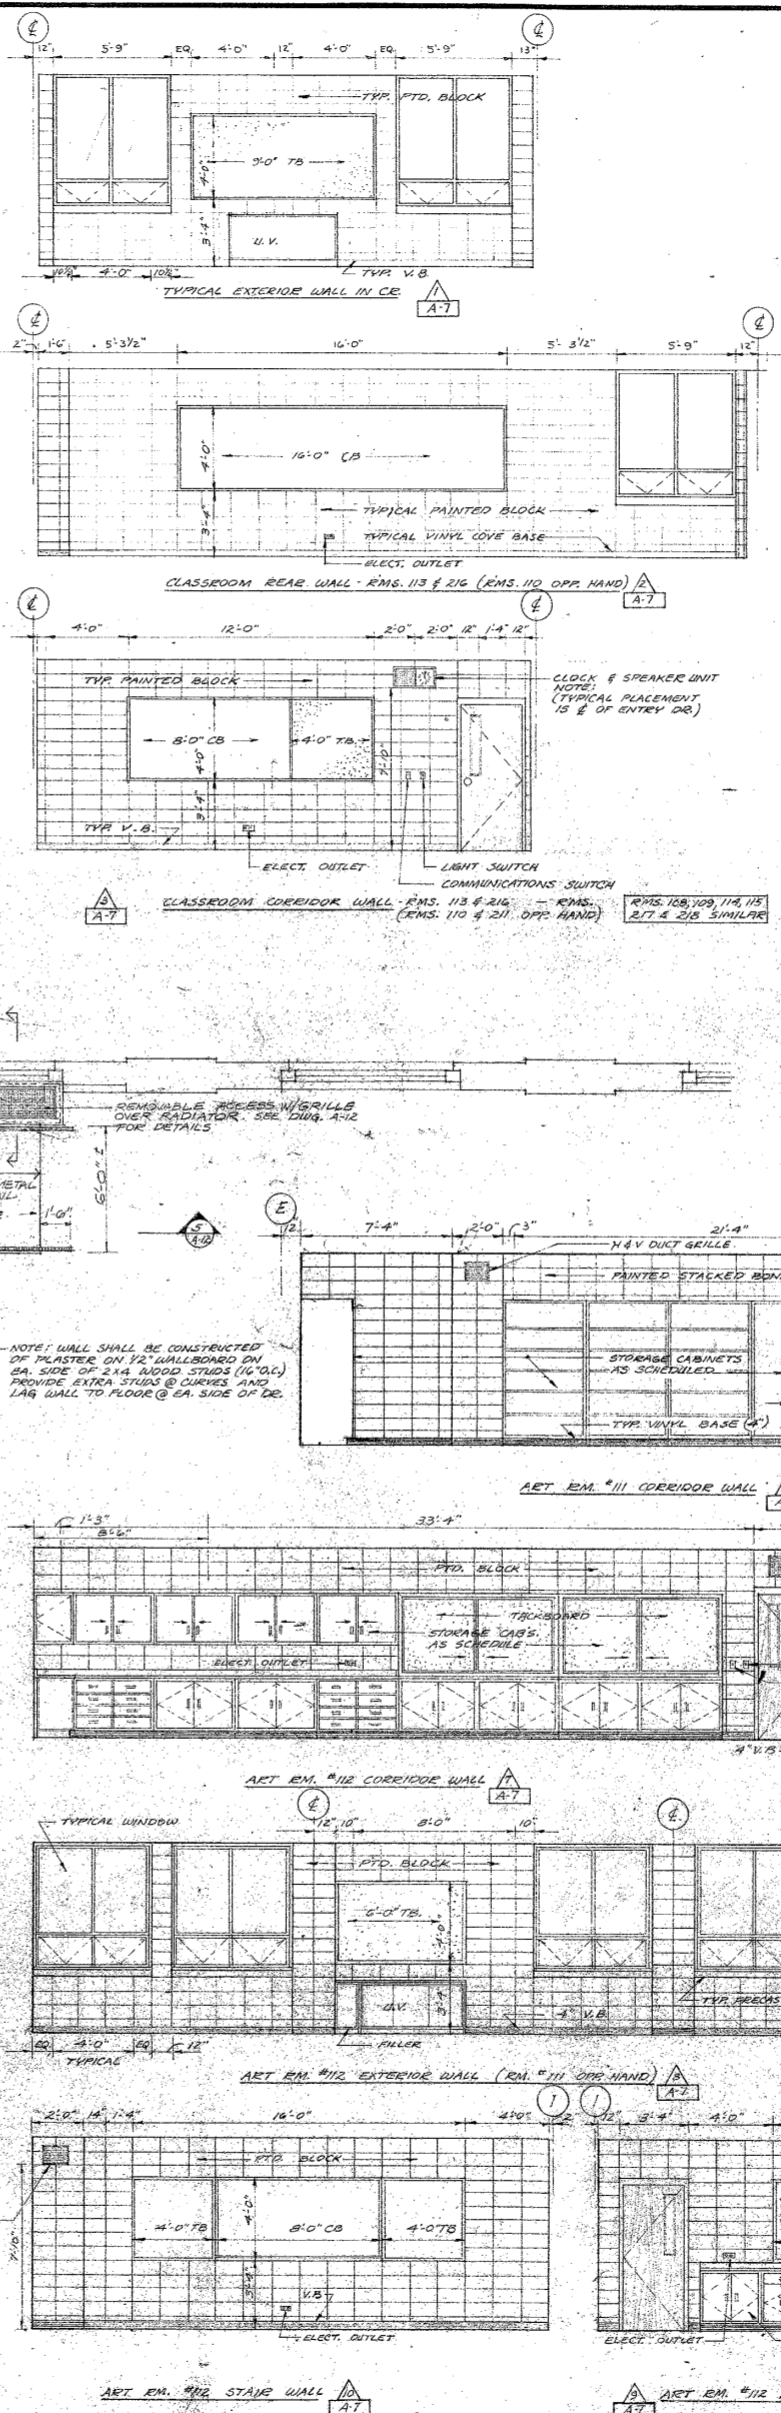 ℄ ℄
12" 5'-9" EQ. 4'-0" 12" 4'-0" EQ. 5'-9" 13"
TYP. PTD. BLOCK
9'-0" TB
4'-0"
3'-4"
U.V.
TYP. V.B.
10½" 4'-0" 10½"
TYPICAL EXTERIOR WALL IN CR. 1
A-7
℄ ℄
2" 1'-6" 5'-3½" 16'-0" 5'-3½" 5'-9" 12"
4'-0"
16'-0" CB
3'-4"
TYPICAL PAINTED BLOCK
TYPICAL VINYL COVE BASE
ELECT. OUTLET
CLASSROOM REAR WALL - RMS. 113 & 216 (RMS. 110 OPP. HAND) 2
A-7
℄ ℄
4'-0" 12'-0" 2'-0" 2'-0" 12" 1'-4" 12"
TYP. PAINTED BLOCK
CLOCK & SPEAKER UNIT
NOTE:
(TYPICAL PLACEMENT
IS ℄ OF ENTRY DR.)
8'-0" CB 4'-0" T.B.
4'-0"
7'-10"
3'-4"
TYP. V.B.
ELECT. OUTLET LIGHT SWITCH
COMMUNICATIONS SWITCH
3
A-7
CLASSROOM CORRIDOR WALL - RMS. 113 & 216 - RMS.
(RMS. 110 & 211 OPP. HAND)
RMS. 108, 109, 114, 115
217 & 218 SIMILAR
REMOVABLE ACCESS W/GRILLE
OVER RADIATOR. SEE DWG. A-12
FOR DETAILS
6'-0" ±
METAL
1'-6"
5
A-12
E
12 7'-4" 2'-0" 3" 21'-4"
H & V DUCT GRILLE
PAINTED STACKED BON
NOTE: WALL SHALL BE CONSTRUCTED
OF PLASTER ON ½" WALLBOARD ON
EA. SIDE OF 2x4 WOOD STUDS (16" O.C.)
PROVIDE EXTRA STUDS @ CURVES AND
LAG WALL TO FLOOR @ EA. SIDE OF DR.
STORAGE CABINETS
AS SCHEDULED
TYP. VINYL BASE (4")
ART RM. #111 CORRIDOR WALL
1'-3" 33'-4"
8'-6"
PTD. BLOCK
TACKBOARD
STORAGE CAB'S.
AS SCHEDULE
ELECT. OUTLET
4" V.B.
ART RM. #112 CORRIDOR WALL 7
A-7
℄ ℄
TYPICAL WINDOW 12" 10" 8'-0" 10"
PTD. BLOCK
6'-0" TB.
4'-0"
TYP. PRECAS
U.V.
3'-4"
4" V.B.
EQ 4'-0" EQ 12"
TYPICAL
FILLER
ART RM. #112 EXTERIOR WALL (RM. #111 OPP. HAND) 8
A-7
1 1
2'-0" 14" 1'-4" 16'-0" 4'-0" 12 12" 3'-4" 4'-0"
PTD. BLOCK
4'-0"
4'-0" TB 8'-0" CB 4'-0" TB
7'-10"
3'-4"
V.B.
ELECT. OUTLET ELECT. OUTLET
ART RM. #112 STAIR WALL 10
A-7
9
A-7
ART RM. #112